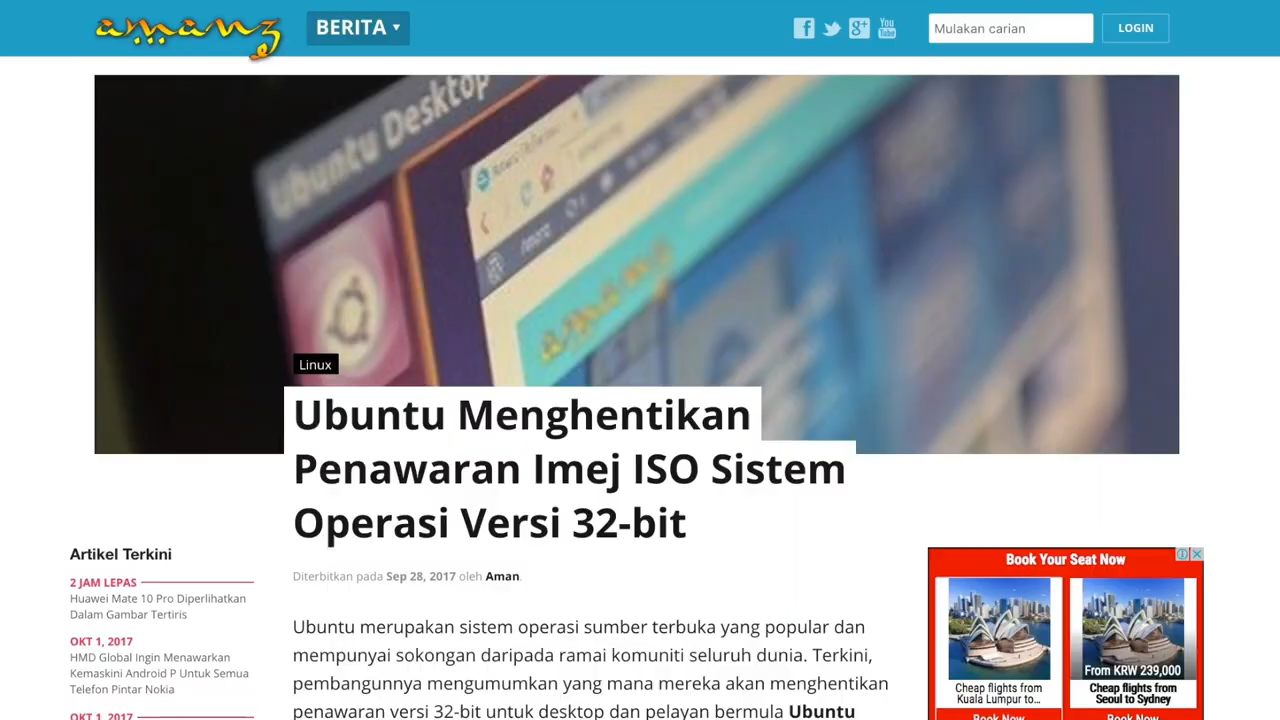 amanz
BERITA
You
Tube
Mulakan carian
LOGIN
Ubuntu Desktop
amanz
Linux
Ubuntu Menghentikan
Penawaran Imej ISO Sistem
Operasi Versi 32-bit
Diterbitkan pada Sep 28, 2017 oleh Aman.
Ubuntu merupakan sistem operasi sumber terbuka yang popular dan
mempunyai sokongan daripada ramai komuniti seluruh dunia. Terkini,
pembangunnya mengumumkan yang mana mereka akan menghentikan
penawaran versi 32-bit untuk desktop dan pelayan bermula Ubuntu
Artikel Terkini
2 JAM LEPAS
Huawei Mate 10 Pro Diperlihatkan
Dalam Gambar Tertiris
OKT 1, 2017
HMD Global Ingin Menawarkan
Kemaskini Android P Untuk Semua
Telefon Pintar Nokia
OKT 1, 2017
Book Your Seat Now
Cheap flights from
Kuala Lumpur to...
Book Now
From KRW 239,000
Cheap flights from
Seoul to Sydney
Book Now